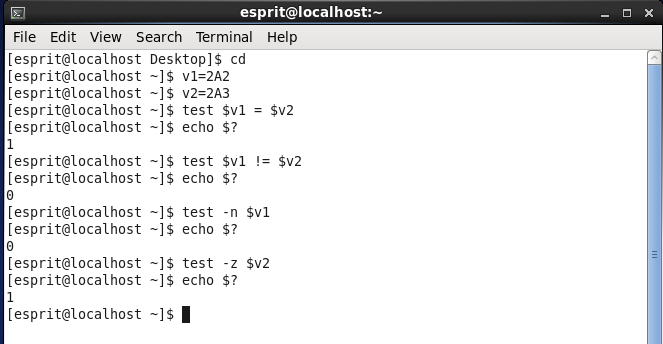 esprit@localhost:~
File Edit View Search Terminal Help
[esprit@localhost Desktop]$ cd
[esprit@localhost ~]$ v1=2A2
[esprit@localhost ~]$ v2=2A3
[esprit@localhost ~]$ test $v1 = $v2
[esprit@localhost ~]$ echo $?
1
[esprit@localhost ~]$ test $v1 != $v2
[esprit@localhost ~]$ echo $?
0
[esprit@localhost ~]$ test -n $v1
[esprit@localhost ~]$ echo $?
0
[esprit@localhost ~]$ test -z $v2
[esprit@localhost ~]$ echo $?
1
[esprit@localhost ~]$